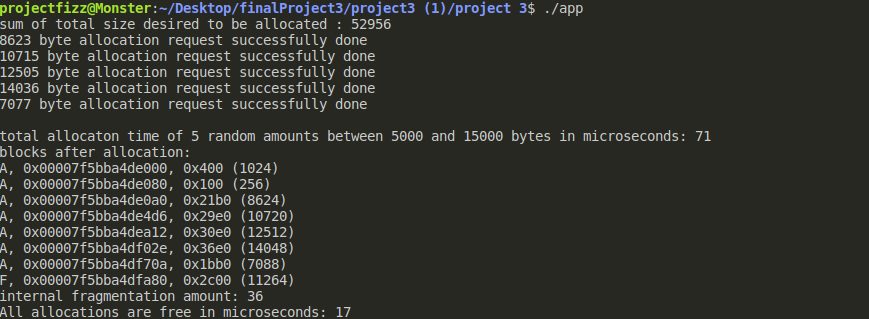 projectfizz@Monster:~/Desktop/finalProject3/project3 (1)/project 3$ ./app
sum of total size desired to be allocated : 52956
8623 byte allocation request successfully done
10715 byte allocation request successfully done
12505 byte allocation request successfully done
14036 byte allocation request successfully done
7077 byte allocation request successfully done
total allocaton time of 5 random amounts between 5000 and 15000 bytes in microseconds: 71
blocks after allocation:
A, 0x00007f5bba4de000, 0x400 (1024)
A, 0x00007f5bba4de080, 0x100 (256)
A, 0x00007f5bba4de0a0, 0x21b0 (8624)
A, 0x00007f5bba4de4d6, 0x29e0 (10720)
A, 0x00007f5bba4dea12, 0x30e0 (12512)
A, 0x00007f5bba4df02e, 0x36e0 (14048)
A, 0x00007f5bba4df70a, 0x1bb0 (7088)
F, 0x00007f5bba4dfa80, 0x2c00 (11264)
internal fragmentation amount: 36
All allocations are free in microseconds: 17